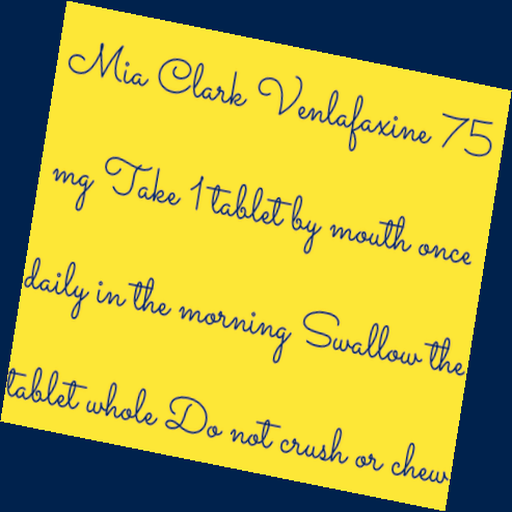 Mia Clark Venlafaxine 75
mg Take 1 tablet by mouth once
daily in the morning Swallow the
tablet whole Do not crush or chew